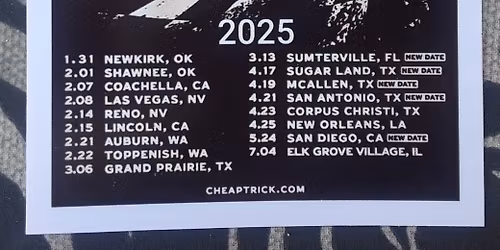 2025
1.31 NEWKIRK, OK
2.01 SHAWNEE, OK
2.07 COACHELLA, CA
2.08 LAS VEGAS, NV
2.14 RENO, NV
2.15 LINCOLN, CA
2.21 AUBURN, WA
2.22 TOPPENISH, WA
3.06 GRAND PRAIRIE, TX
3.13 SUMTERVILLE, FL NEW DATE
4.17 SUGAR LAND, TX NEW DATE
4.19 MCALLEN, TX NEW DATE
4.21 SAN ANTONIO, TX NEW DATE
4.23 CORPUS CHRISTI, TX
4.25 NEW ORLEANS, LA
5.24 SAN DIEGO, CA NEW DATE
7.04 ELK GROVE VILLAGE, IL
CHEAPTRICK.COM